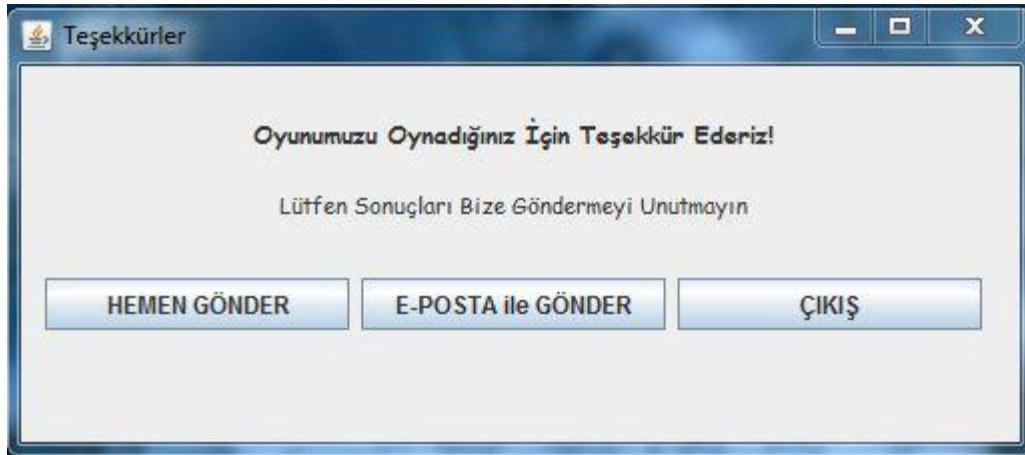 Teşekkürler
Oyunumuzu Oynadığınız İçin Teşekkür Ederiz!
Lütfen Sonuçları Bize Göndermeyi Unutmayın
HEMEN GÖNDER
E-POSTA ile GÖNDER
ÇIKIŞ